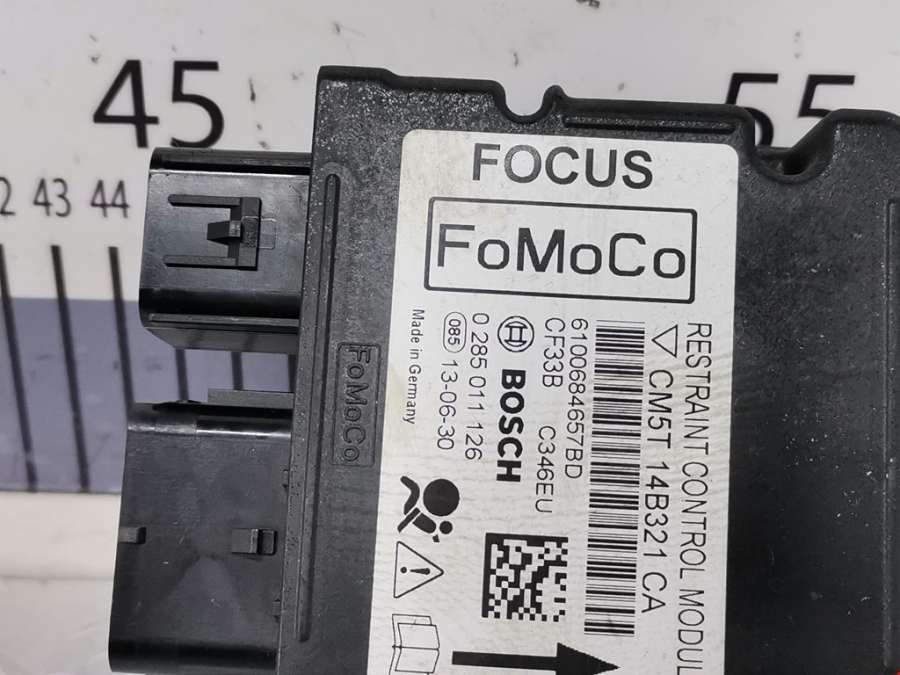 45
55
43 44
FOCUS
FoMoCo
RESTRAINT CONTROL MODUL
CM5T 14B321 CA
6100684657BD
CF33B C346EU
BOSCH
0 285 011 126
085 13-06-30
Made in Germany
FoMoCo